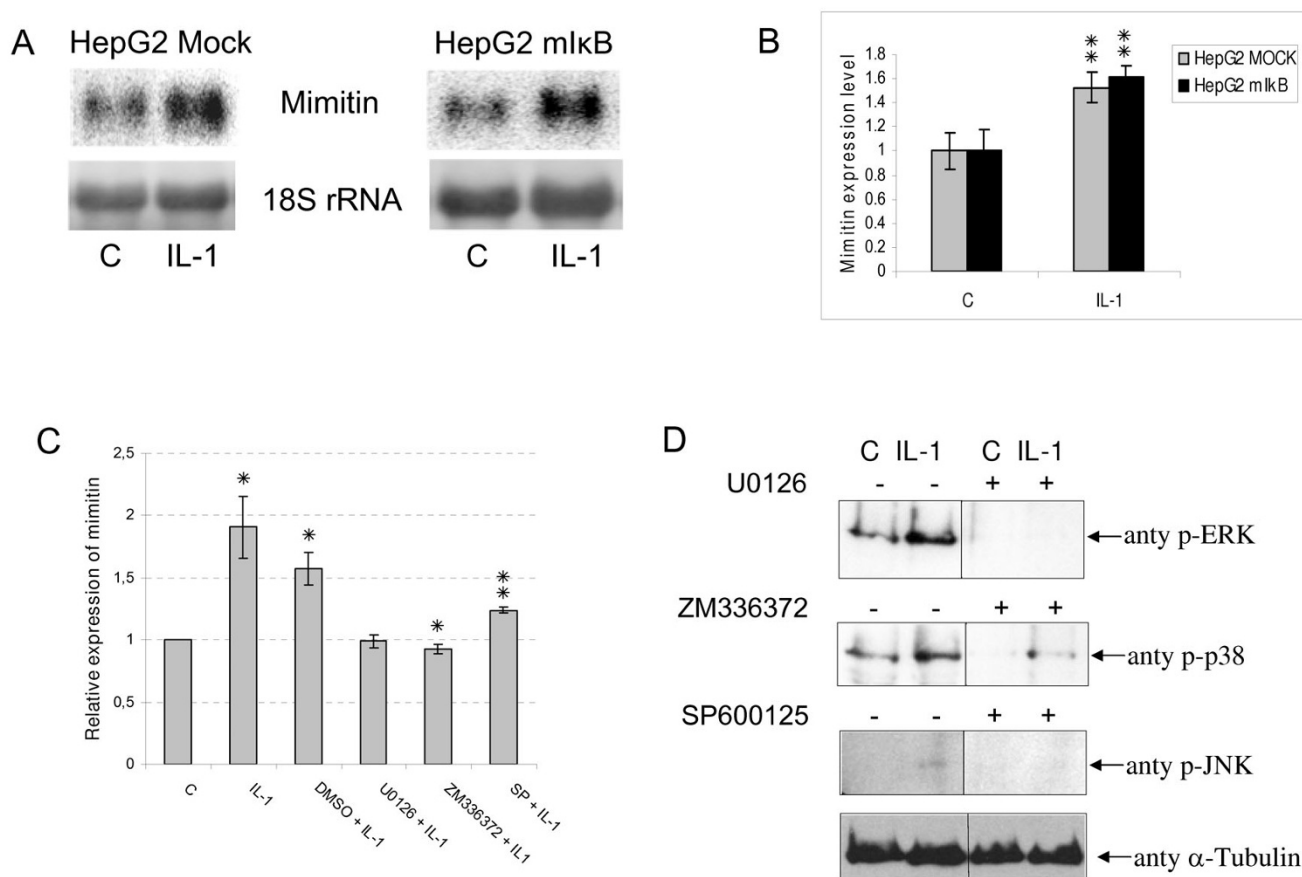 A
HepG2 Mock
HepG2 mIκB
Mimitin
18S rRNA
C IL-1
C IL-1
B
Mimitin expression level
1.8
1.6
1.4
1.2
1
0.8
0.6
0.4
0.2
0
** **
C IL-1
HepG2 MOCK
HepG2 mIkB
C
Relative expression of mimitin
2,5
2
1,5
1
0,5
0
* * * **
C
IL-1
DMSO + IL-1
U0126 + IL-1
ZM336372 + IL1
SP + IL-1
D
C IL-1 C IL-1
U0126 - - + +
anty p-ERK
ZM336372 - - + +
anty p-p38
SP600125 - - + +
anty p-JNK
anty α-Tubulin